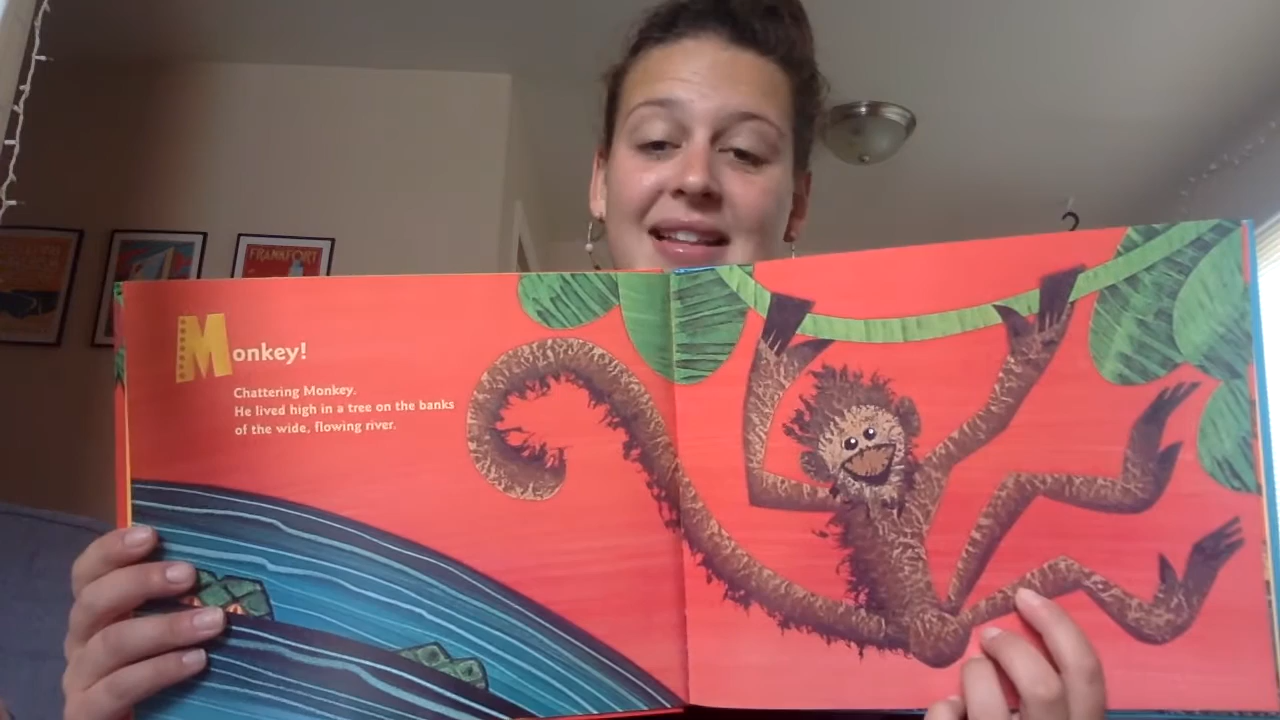 FRANKFORT
Monkey!
Chattering Monkey.
He lived high in a tree on the banks
of the wide, flowing river.